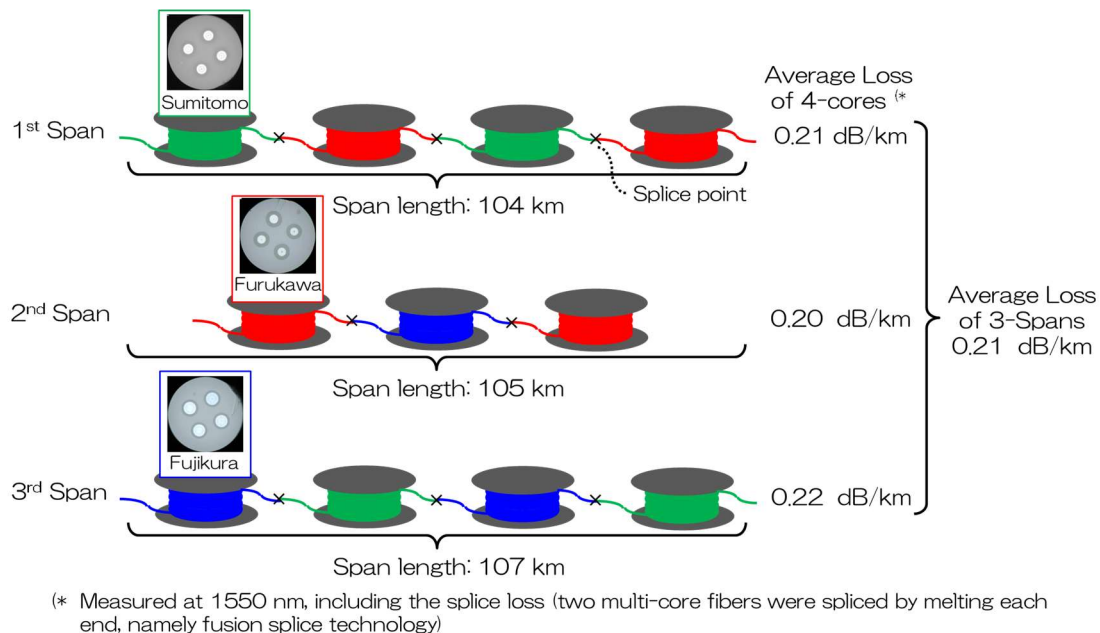 Sumitomo
Average Loss
of 4-cores (*
1st Span
0.21 dB/km
Splice point
Span length: 104 km
Furukawa
2nd Span
0.20 dB/km
Average Loss
of 3-Spans
0.21 dB/km
Span length: 105 km
Fujikura
3rd Span
0.22 dB/km
Span length: 107 km
(* Measured at 1550 nm, including the splice loss (two multi-core fibers were spliced by melting each
end, namely fusion splice technology)